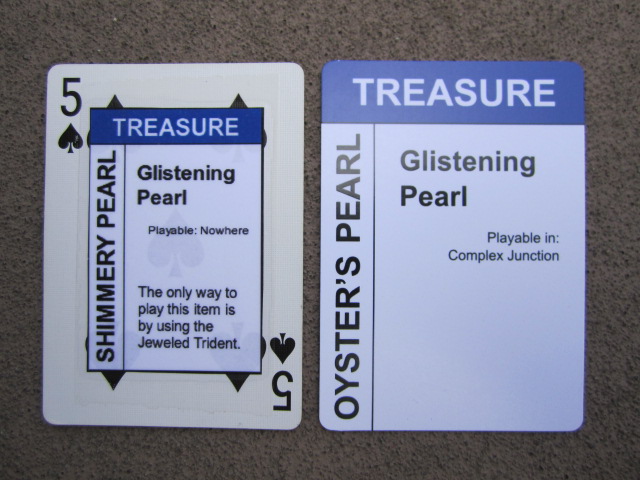 5
TREASURE
SHIMMERY PEARL
Glistening
Pearl
Playable: Nowhere
The only way to
play this item is
by using the
Jeweled Trident.
5
TREASURE
OYSTER'S PEARL
Glistening
Pearl
Playable in:
Complex Junction